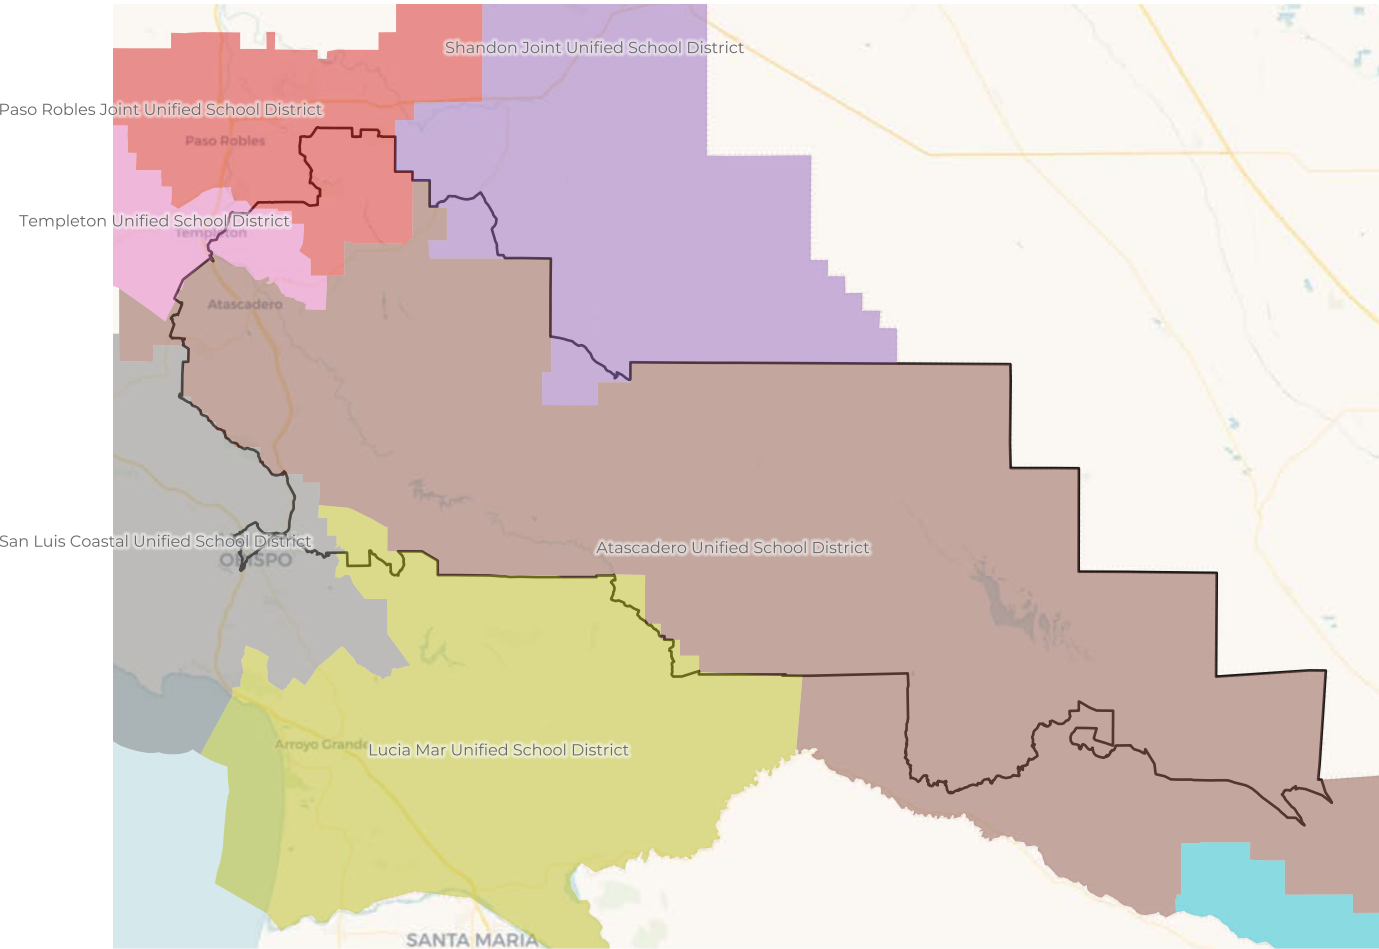 Shandon Joint Unified School District
Paso Robles Joint Unified School District
Paso Robles
Templeton Unified School District
Templeton
Atascadero
San Luis Coastal Unified School District
OBISPO
Atascadero Unified School District
Arroyo Grande
Lucia Mar Unified School District
SANTA MARIA